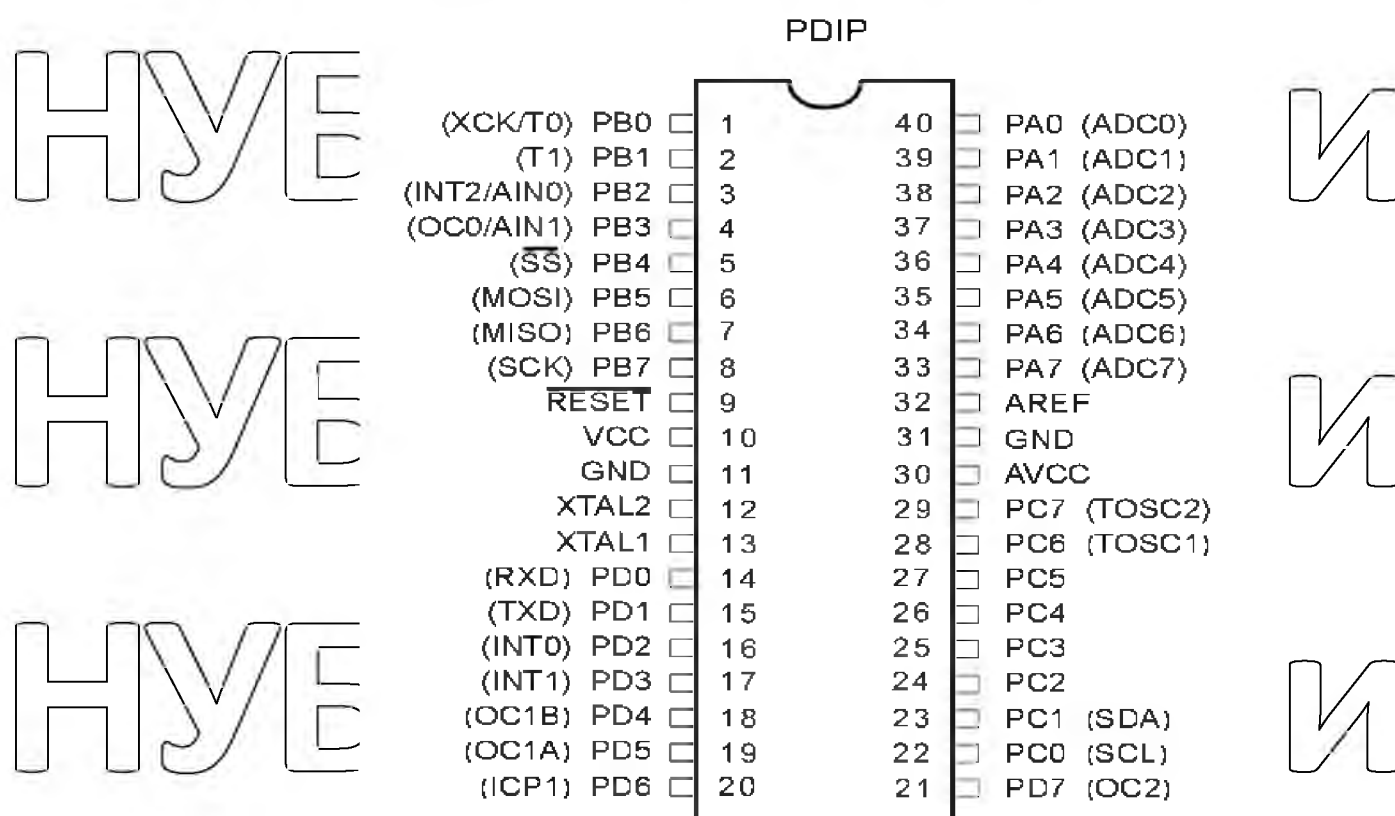 PDIP
(XCK/T0) PB0 1 40 PA0 (ADC0)
(T1) PB1 2 39 PA1 (ADC1)
(INT2/AIN0) PB2 3 38 PA2 (ADC2)
(OC0/AIN1) PB3 4 37 PA3 (ADC3)
(SS) PB4 5 36 PA4 (ADC4)
(MOSI) PB5 6 35 PA5 (ADC5)
(MISO) PB6 7 34 PA6 (ADC6)
(SCK) PB7 8 33 PA7 (ADC7)
RESET 9 32 AREF
VCC 10 31 GND
GND 11 30 AVCC
XTAL2 12 29 PC7 (TOSC2)
XTAL1 13 28 PC6 (TOSC1)
(RXD) PD0 14 27 PC5
(TXD) PD1 15 26 PC4
(INT0) PD2 16 25 PC3
(INT1) PD3 17 24 PC2
(OC1B) PD4 18 23 PC1 (SDA)
(OC1A) PD5 19 22 PC0 (SCL)
(ICP1) PD6 20 21 PD7 (OC2)